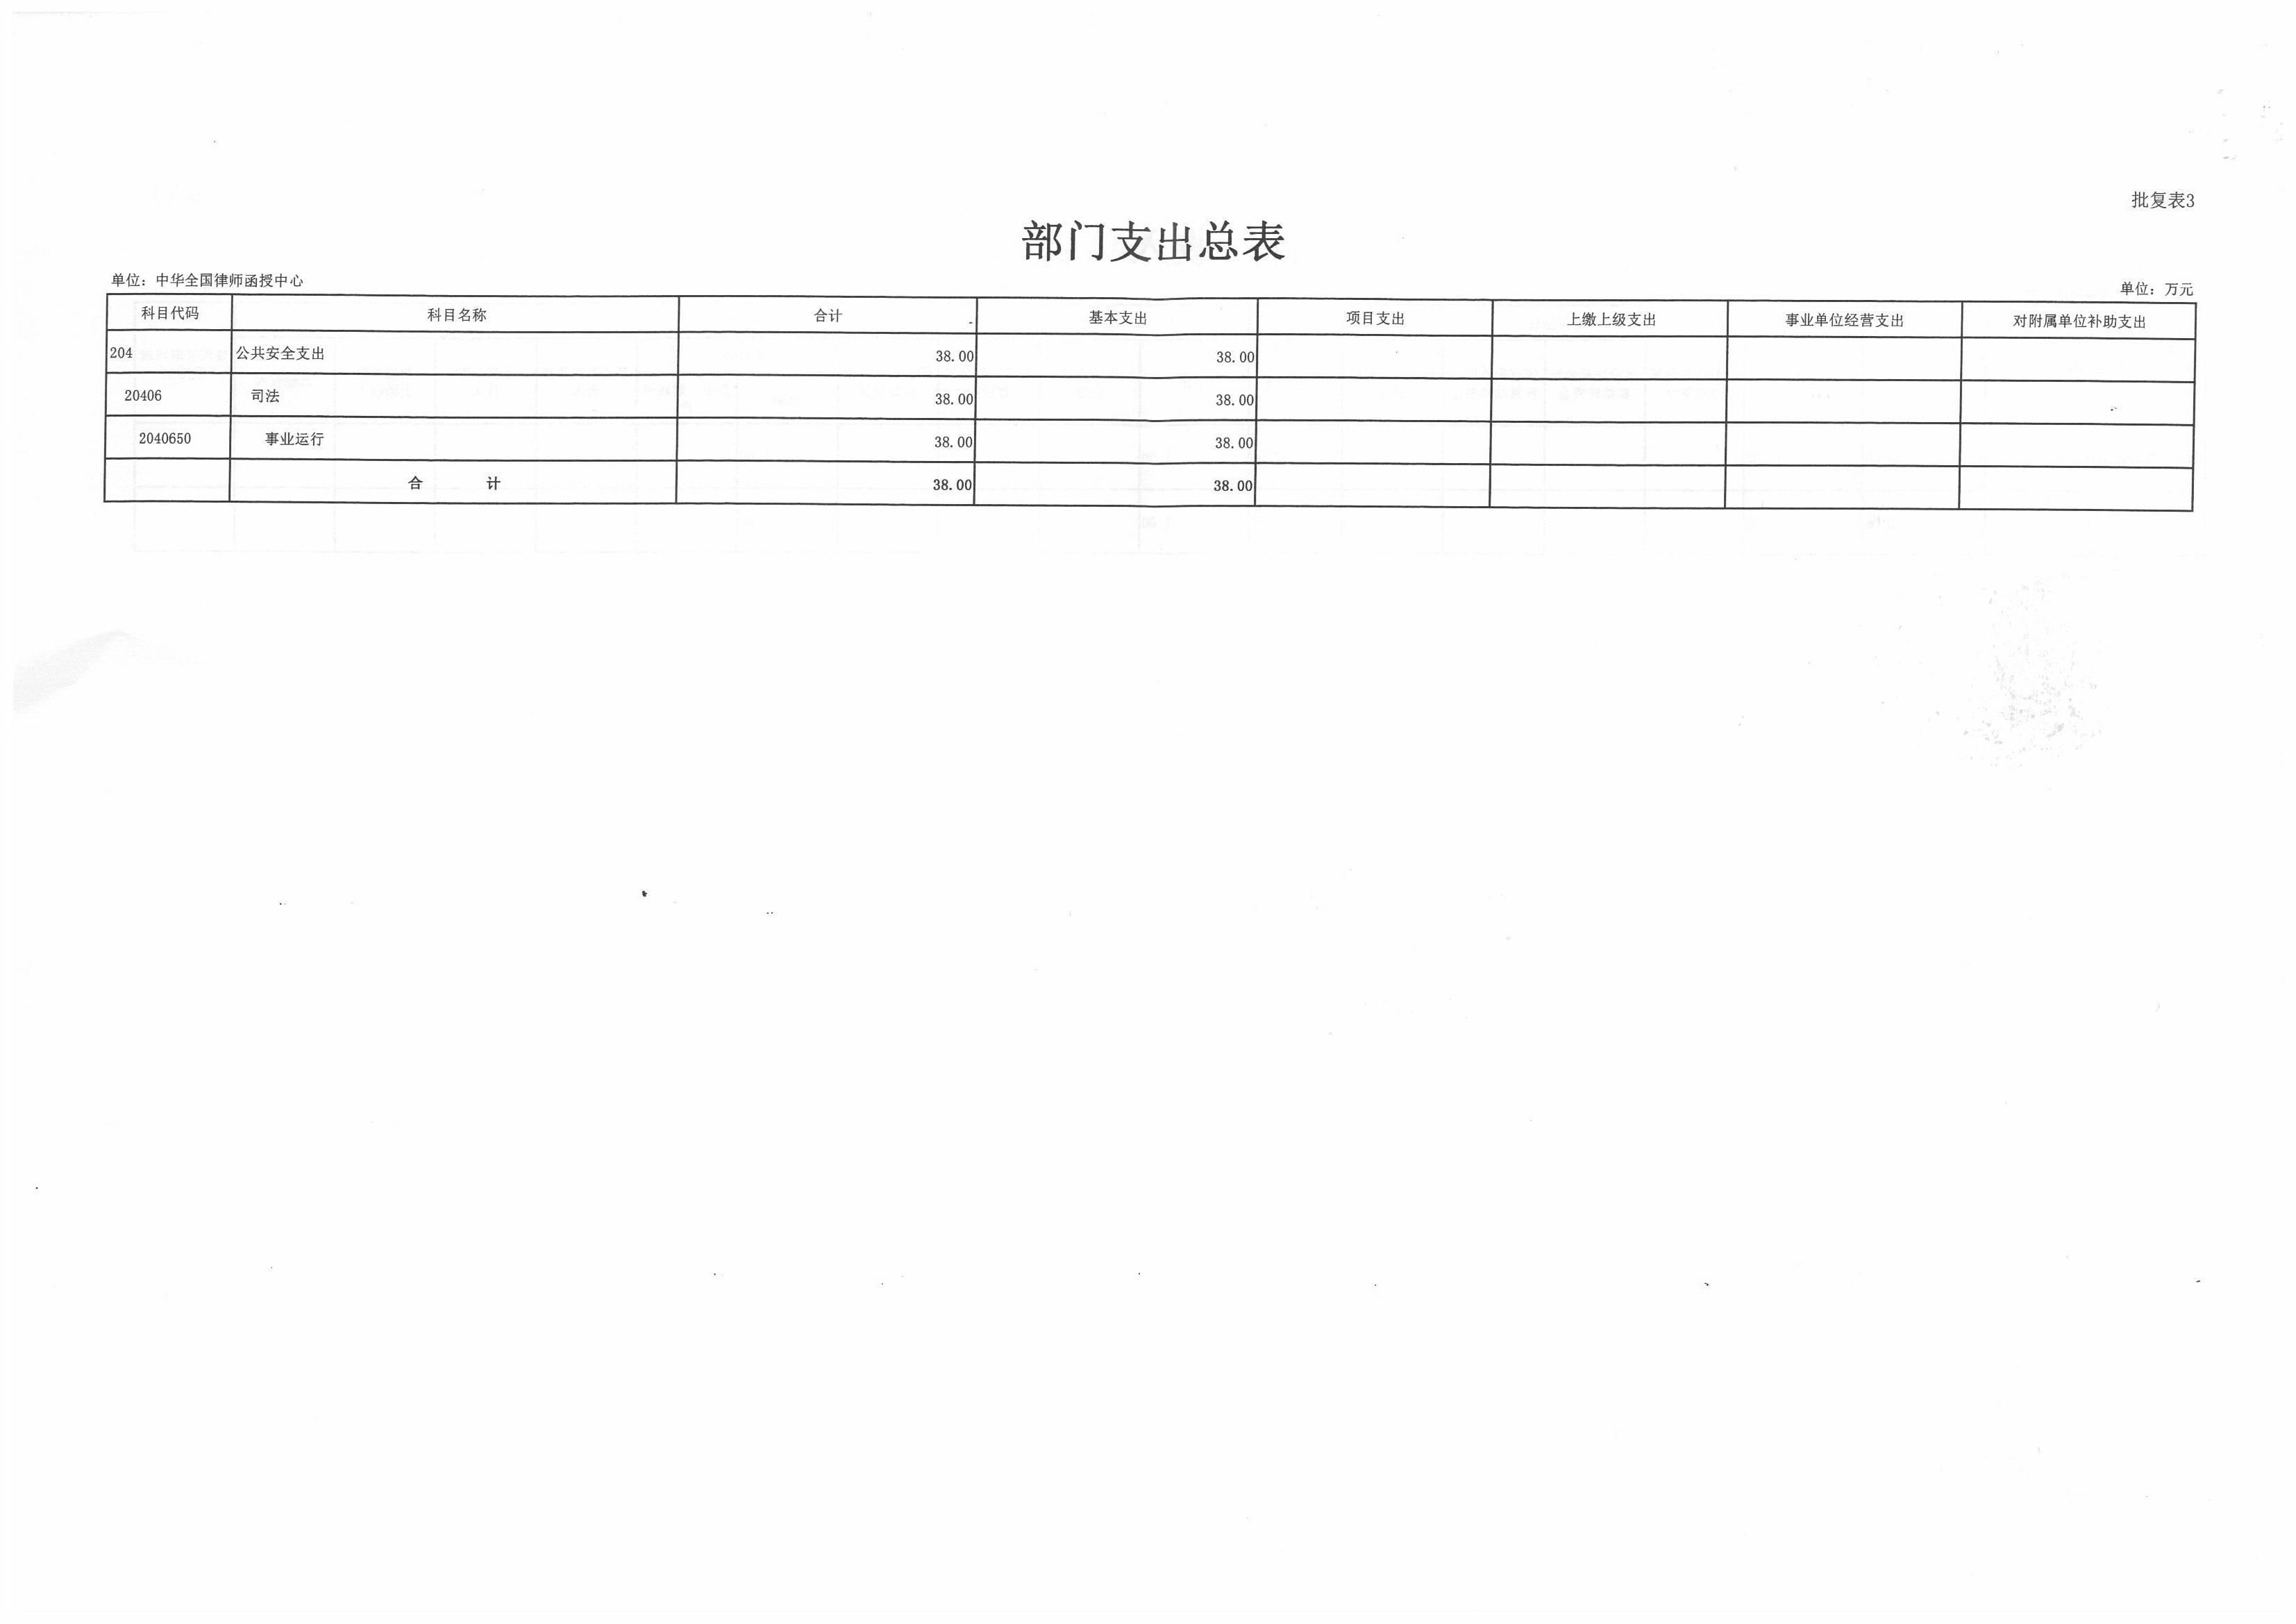 批复表3
部门支出总表
单位：中华全国律师函授中心 单位：万元
科目代码 科目名称 合计 基本支出 项目支出 上缴上级支出 事业单位经营支出 对附属单位补助支出
204 公共安全支出 38.00 38.00
20406 司法 38.00 38.00
2040650 事业运行 38.00 38.00
合 计 38.00 38.00